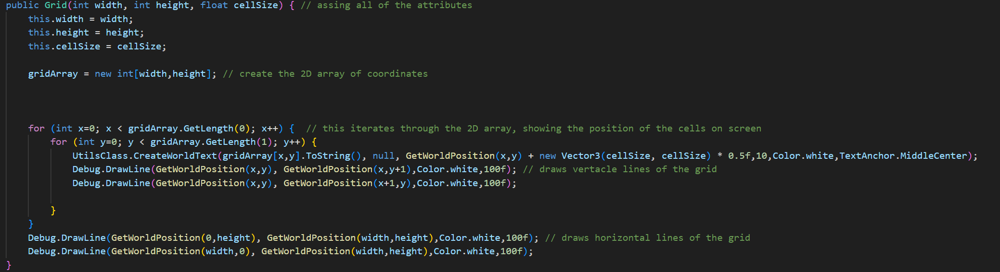 public Grid(int width, int height, float cellSize) { // assing all of the attributes
    this.width = width;
    this.height = height;
    this.cellSize = cellSize;

    gridArray = new int[width,height]; // create the 2D array of coordinates

    for (int x=0; x < gridArray.GetLength(0); x++) {  // this iterates through the 2D array, showing the position of the cells on screen
        for (int y=0; y < gridArray.GetLength(1); y++) {
            UtilsClass.CreateWorldText(gridArray[x,y].ToString(), null, GetWorldPosition(x,y) + new Vector3(cellSize, cellSize) * 0.5f,10,Color.white,TextAnchor.MiddleCenter);
            Debug.DrawLine(GetWorldPosition(x,y), GetWorldPosition(x,y+1),Color.white,100f); // draws vertacle lines of the grid
            Debug.DrawLine(GetWorldPosition(x,y), GetWorldPosition(x+1,y),Color.white,100f);

        }
    }
    Debug.DrawLine(GetWorldPosition(0,height), GetWorldPosition(width,height),Color.white,100f); // draws horizontal lines of the grid
    Debug.DrawLine(GetWorldPosition(width,0), GetWorldPosition(width,height),Color.white,100f);
}